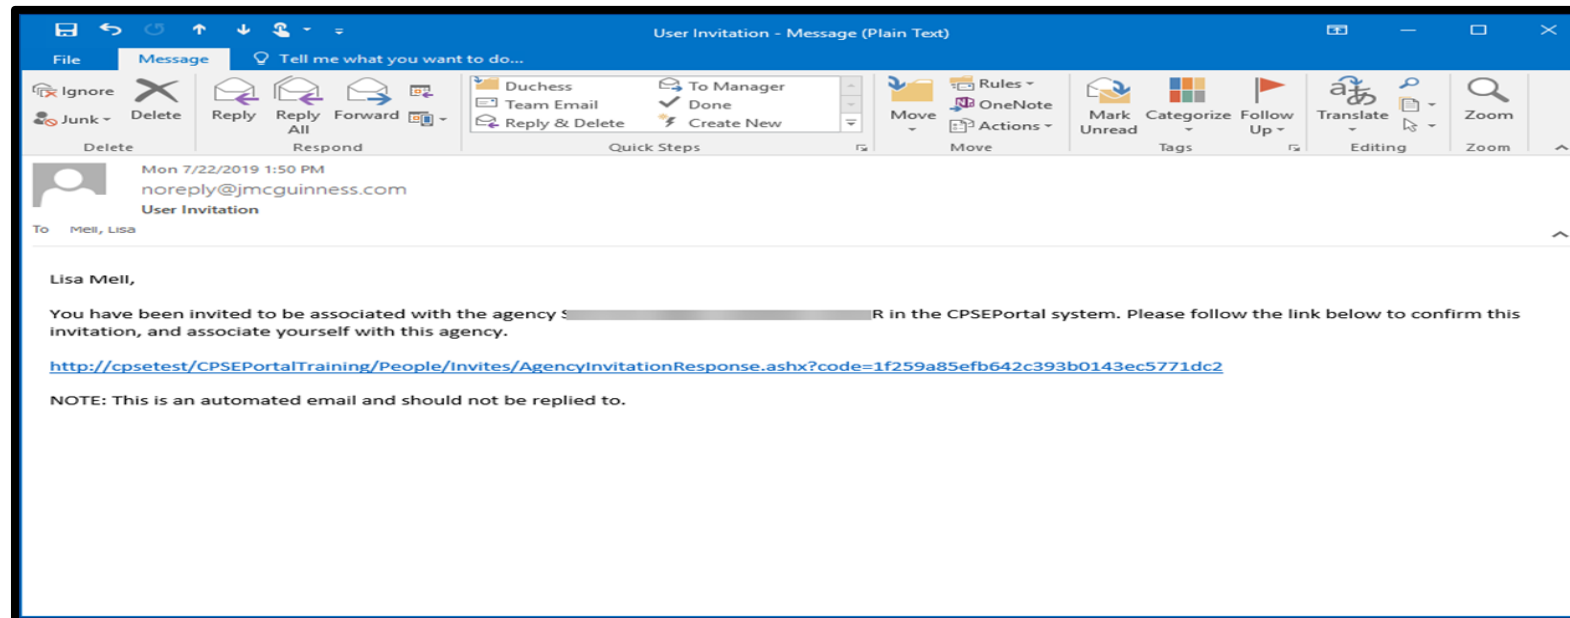 User Invitation - Message (Plain Text)
File Message Tell me what you want to do...
Ignore
Junk
Delete
Delete
Reply
Reply All
Forward
Respond
Duchess To Manager
Team Email Done
Reply & Delete Create New
Quick Steps
Move
Rules
OneNote
Actions
Move
Mark Unread
Categorize
Follow Up
Tags
Translate
Editing
Zoom
Zoom
Mon 7/22/2019 1:50 PM
noreply@jmcguinness.com
User Invitation
To Mell, Lisa
Lisa Mell,
You have been invited to be associated with the agency R in the CPSEPortal system. Please follow the link below to confirm this
invitation, and associate yourself with this agency.
http://cpsetest/CPSEPortalTraining/People/Invites/AgencyInvitationResponse.ashx?code=1f259a85efb642c393b0143ec5771dc2
NOTE: This is an automated email and should not be replied to.